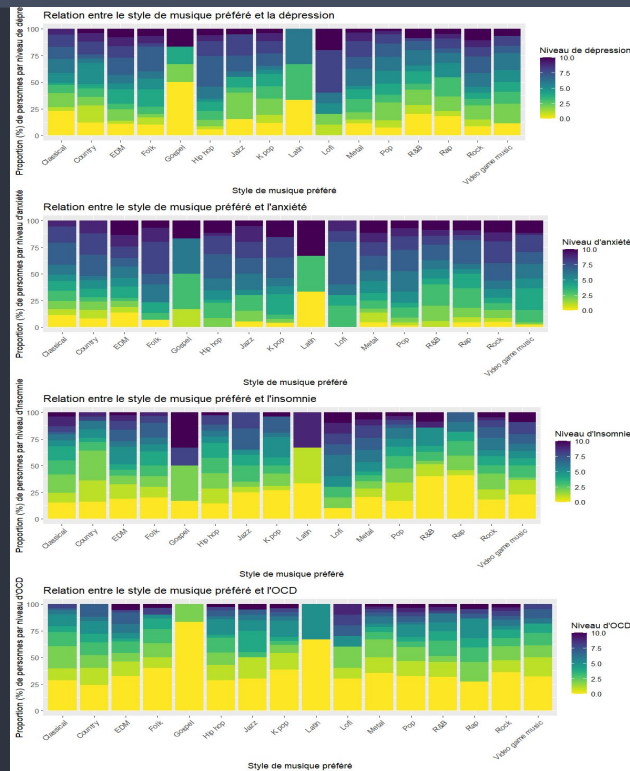 Relation entre le style de musique préféré et la dépression
Proportion (%) de personnes par niveau de dépre
100
75
50
25
0
Classical
Country
EDM
Folk
Gospel
Hip hop
Jazz
K pop
Latin
Lofi
Metal
Pop
R&B
Rap
Rock
Video game music
Style de musique préféré
Niveau de dépression
10.0
7.5
5.0
2.5
0.0
Relation entre le style de musique préféré et l'anxiété
Proportion (%) de personnes par niveau d'anxiété
100
75
50
25
0
Classical
Country
EDM
Folk
Gospel
Hip hop
Jazz
K pop
Latin
Lofi
Metal
Pop
R&B
Rap
Rock
Video game music
Style de musique préféré
Niveau d'anxiété
10.0
7.5
5.0
2.5
0.0
Relation entre le style de musique préféré et l'insomnie
Proportion (%) de personnes par niveau d'insomnie
100
75
50
25
0
Classical
Country
EDM
Folk
Gospel
Hip hop
Jazz
K pop
Latin
Lofi
Metal
Pop
R&B
Rap
Rock
Video game music
Style de musique préféré
Niveau d'insomnie
10.0
7.5
5.0
2.5
0.0
Relation entre le style de musique préféré et l'OCD
Proportion (%) de personnes par niveau d'OCD
100
75
50
25
0
Classical
Country
EDM
Folk
Gospel
Hip hop
Jazz
K pop
Latin
Lofi
Metal
Pop
R&B
Rap
Rock
Video game music
Style de musique préféré
Niveau d'OCD
10.0
7.5
5.0
2.5
0.0